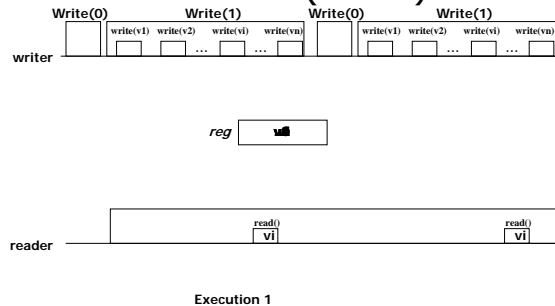 Write(0) Write(1) Write(0) Write(1)
write(v1) write(v2) write(vi) write(vn) write(v1) write(v2) write(vi) write(vn)
... ... ... ...
writer
reg
read() read()
vi vi
reader
Execution 1